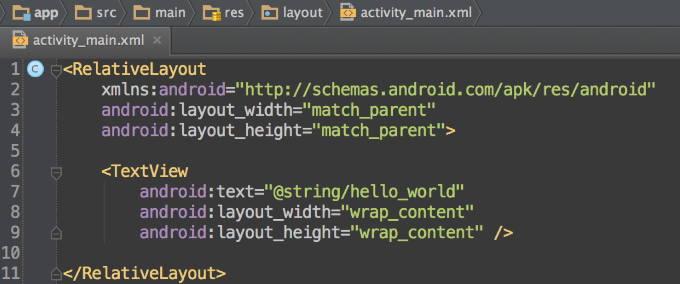 app src main res layout activity_main.xml
activity_main.xml ×
1 C <RelativeLayout
2 xmlns:android="http://schemas.android.com/apk/res/android"
3 android:layout_width="match_parent"
4 android:layout_height="match_parent">
5
6 <TextView
7 android:text="@string/hello_world"
8 android:layout_width="wrap_content"
9 android:layout_height="wrap_content" />
10
11 </RelativeLayout>